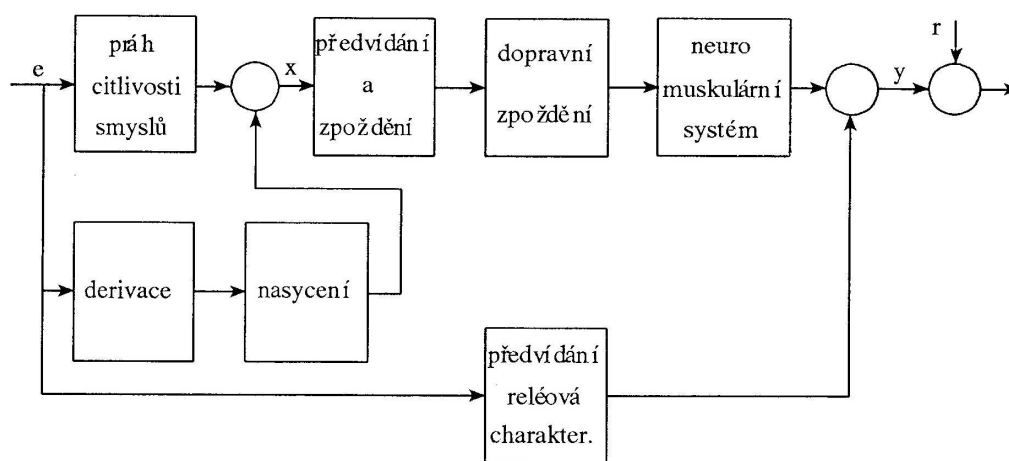 e
práh
citlivosti
smyslů
x
předvídání
a
zpoždění
dopravní
zpoždění
neuro
muskulární
systém
y
r
derivace
nasycení
předvídání
reléová
charakter.